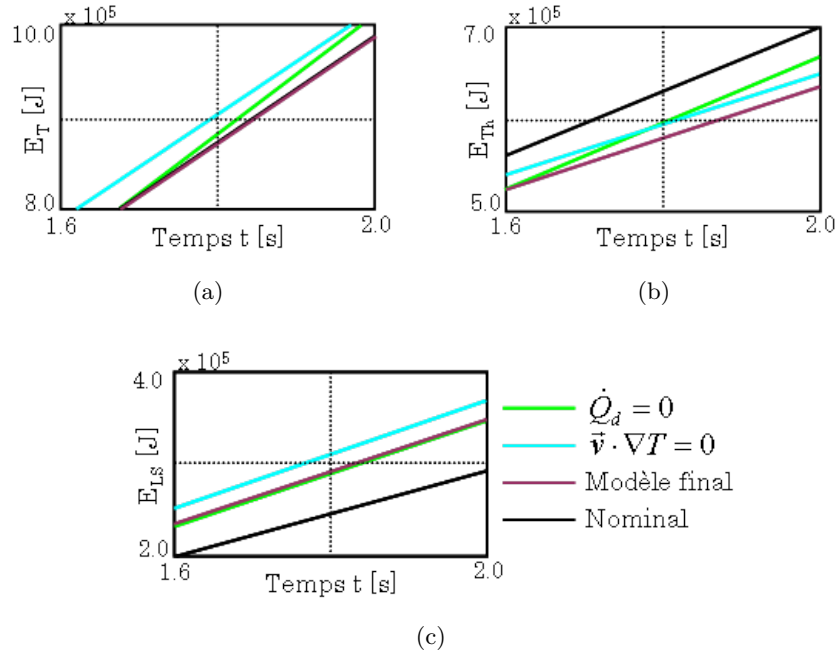 x 10⁵
10.0
E_T [J]
8.0
1.6
Temps t [s]
2.0
(a)
x 10⁵
7.0
E_Th [J]
5.0
1.6
Temps t [s]
2.0
(b)
x 10⁵
4.0
E_LS [J]
2.0
1.6
Temps t [s]
2.0
Q̇_d = 0
v⃗ · ∇T = 0
Modèle final
Nominal
(c)